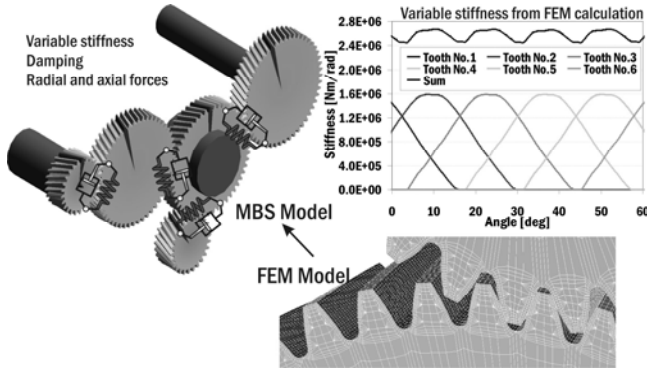 Variable stiffness
Damping
Radial and axial forces
MBS Model
FEM Model
Variable stiffness from FEM calculation
Stiffness [Nm/rad]
2.8E+06
2.4E+06
2.0E+06
1.6E+06
1.2E+06
8.0E+05
4.0E+05
0.0E+00
Tooth No.1 Tooth No.2 Tooth No.3
Tooth No.4 Tooth No.5 Tooth No.6
Sum
0 10 20 30 40 50 60
Angle [deg]